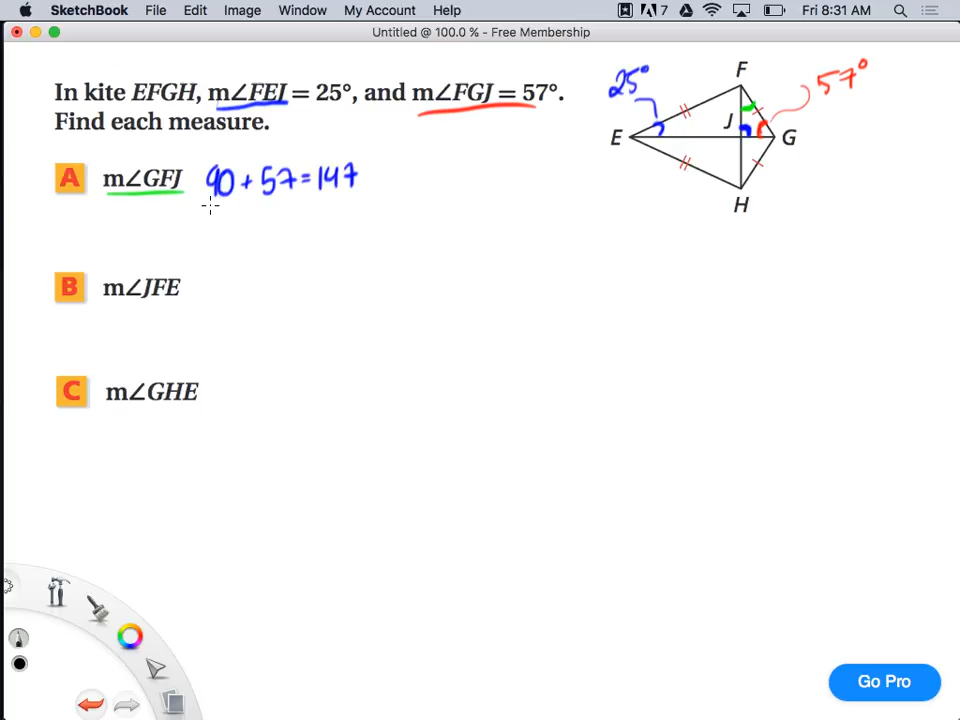 SketchBook File Edit Image Window My Account Help 7 Fri 8:31 AM
Untitled @ 100.0 % - Free Membership
In kite EFGH, m∠FEJ = 25°, and m∠FGJ = 57°.
Find each measure.
25°
F
57°
E
J
G
H
A m∠GFJ 90 + 57 = 147
B m∠JFE
C m∠GHE
Go Pro